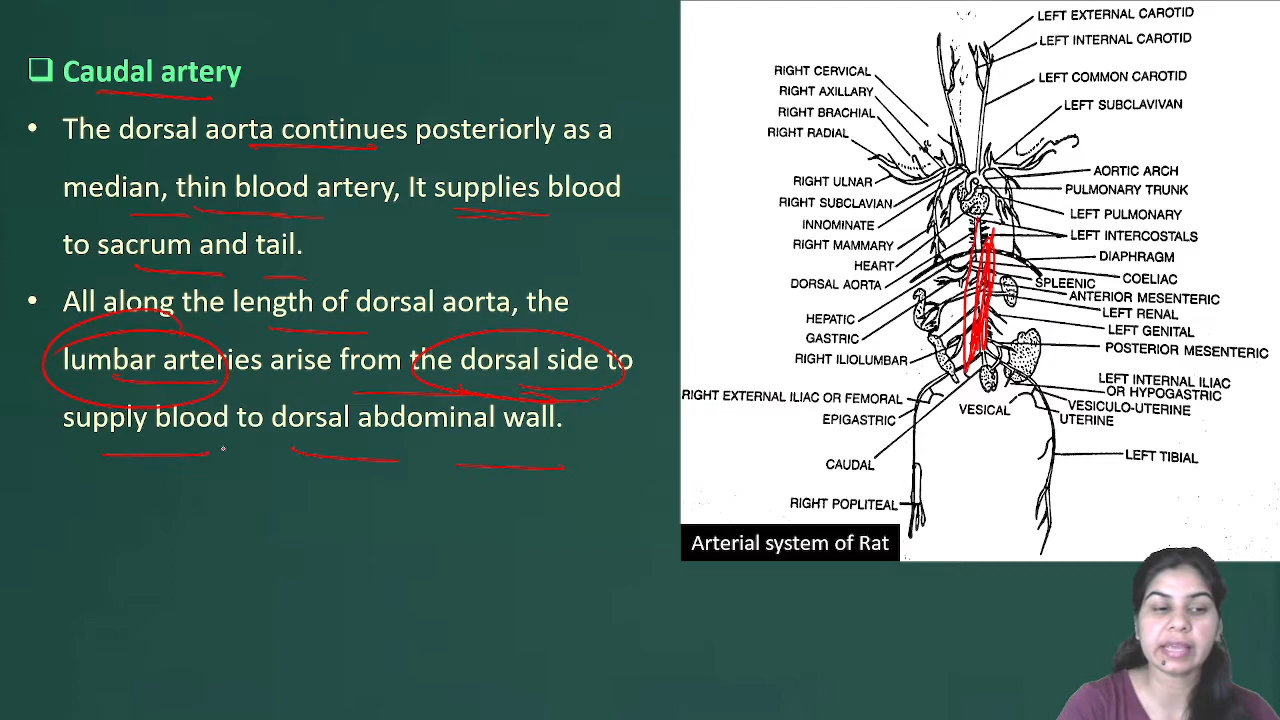 Caudal artery
• The dorsal aorta continues posteriorly as a
median, thin blood artery, It supplies blood
to sacrum and tail.
• All along the length of dorsal aorta, the
lumbar arteries arise from the dorsal side to
supply blood to dorsal abdominal wall.
LEFT EXTERNAL CAROTID
LEFT INTERNAL CAROTID
LEFT COMMON CAROTID
LEFT SUBCLAVIVAN
AORTIC ARCH
PULMONARY TRUNK
LEFT PULMONARY
LEFT INTERCOSTALS
DIAPHRAGM
COELIAC
SPLEENIC
ANTERIOR MESENTERIC
LEFT RENAL
LEFT GENITAL
POSTERIOR MESENTERIC
LEFT INTERNAL ILIAC
OR HYPOGASTRIC
VESICULO-UTERINE
UTERINE
LEFT TIBIAL
RIGHT CERVICAL
RIGHT AXILLARY
RIGHT BRACHIAL
RIGHT RADIAL
RIGHT ULNAR
RIGHT SUBCLAVIAN
INNOMINATE
RIGHT MAMMARY
HEART
DORSAL AORTA
HEPATIC
GASTRIC
RIGHT ILIOLUMBAR
RIGHT EXTERNAL ILIAC OR FEMORAL
EPIGASTRIC
VESICAL
CAUDAL
RIGHT POPLITEAL
Arterial system of Rat